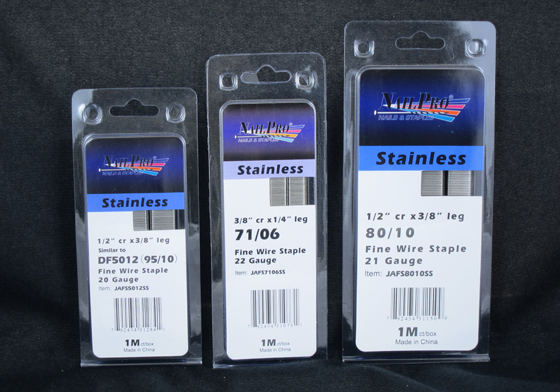 NAILPRO
NAILS & STAPLES
Stainless
1/2" cr x 3/8" leg
Similar to
DF5012 (95/10)
Fine Wire Staple
20 Gauge
Item: JAFS5012SS
1M ct/box
Made in China
NAILPRO
NAILS & STAPLES
Stainless
3/8" cr x 1/4" leg
71/06
Fine Wire Staple
22 Gauge
Item: JAFS7106SS
1M ct/box
Made in China
NAILPRO
NAILS & STAPLES
Stainless
1/2" cr x 3/8" leg
80/10
Fine Wire Staple
21 Gauge
Item: JAFS8010SS
1M ct/box
Made in China